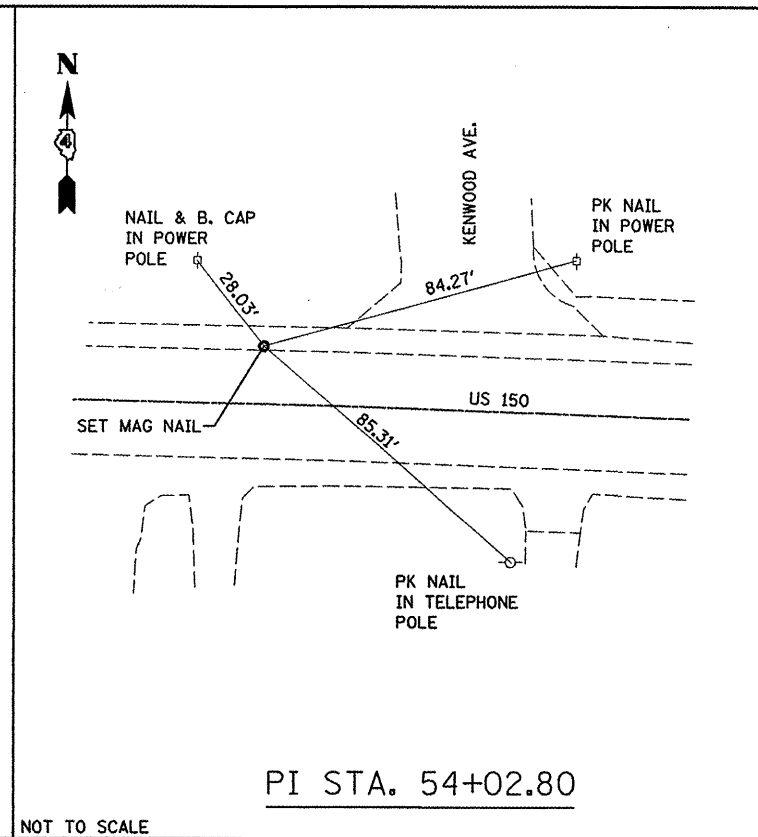 N
4
KENWOOD AVE.
NAIL & B. CAP
IN POWER
POLE
PK NAIL
IN POWER
POLE
28.03'
84.27'
US 150
SET MAG NAIL
85.31'
PK NAIL
IN TELEPHONE
POLE
PI STA. 54+02.80
NOT TO SCALE